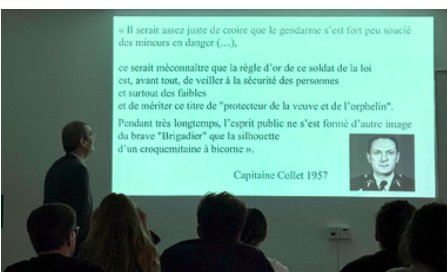 « Il serait assez juste de croire que le gendarme s'est fort peu soucié
des mineurs en danger (…),
ce serait méconnaître que la règle d'or de ce soldat de la loi
est, avant tout, de veiller à la sécurité des personnes
et surtout des faibles
et de mériter ce titre de "protecteur de la veuve et de l'orphelin".
Pendant très longtemps, l'esprit public ne s'est formé d'autre image
du brave "Brigadier" que la silhouette
d'un croquemitaine à bicorne ».
Capitaine Collet 1957